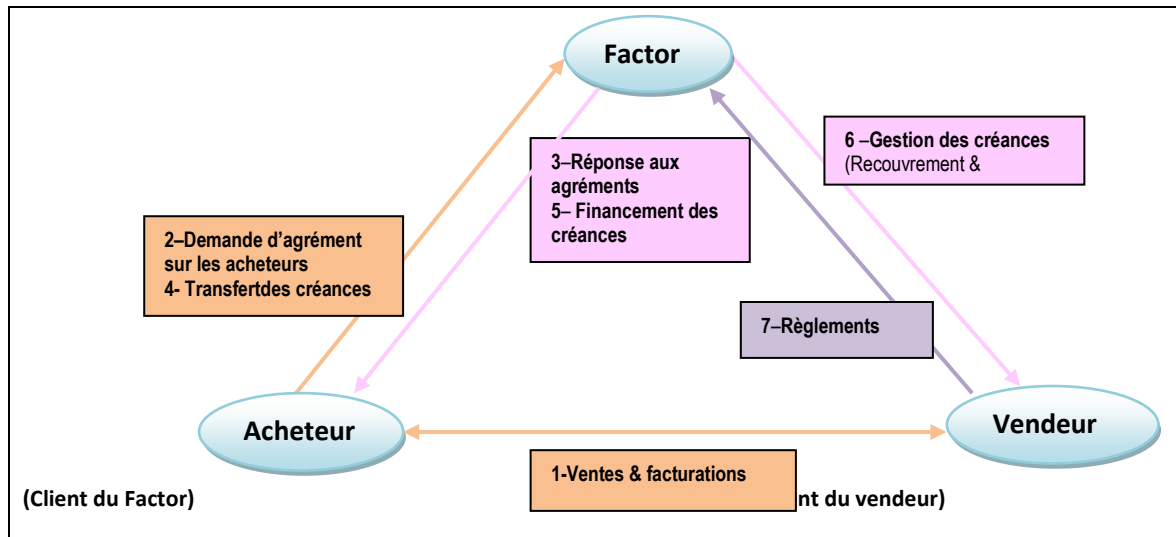 Factor
6 –Gestion des créances
(Recouvrement &
3–Réponse aux
agréments
5– Financement des
créances
2–Demande d'agrément
sur les acheteurs
4- Transfertdes créances
7–Règlements
Acheteur
Vendeur
1-Ventes & facturations
(Client du Factor)
nt du vendeur)